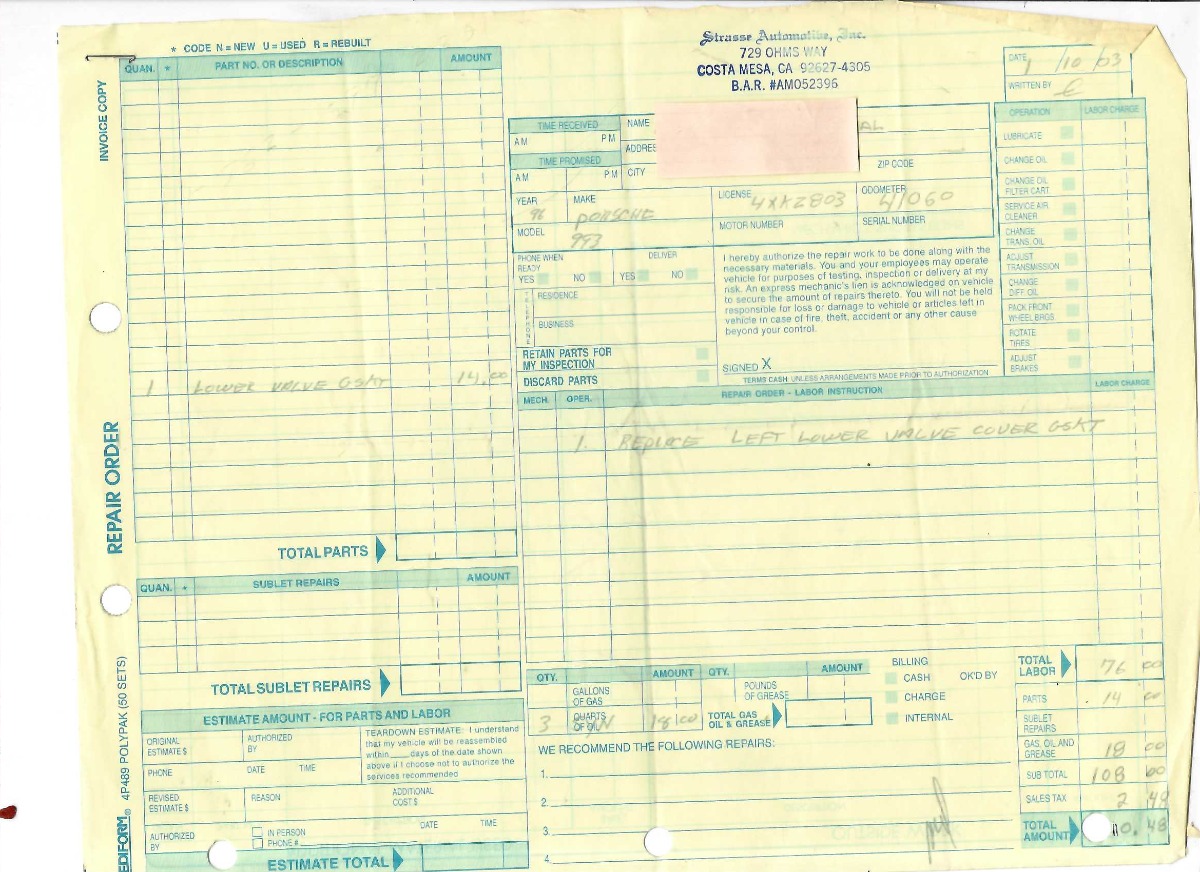 * CODE N=NEW U=USED R=REBUILT
Strasse Automotive, Inc.
729 OHMS WAY
COSTA MESA, CA 92627-4305
B.A.R. #AM052396
DATE 1/10/03
WRITTEN BY
INVOICE COPY
REPAIR ORDER
EDIFORM® 4P489 POLYPAK (50 SETS)
QUAN. * PART NO. OR DESCRIPTION AMOUNT
1 LOWER VALVE GSKT 14.00
TOTAL PARTS
QUAN. * SUBLET REPAIRS AMOUNT
TOTAL SUBLET REPAIRS
ESTIMATE AMOUNT - FOR PARTS AND LABOR
ORIGINAL ESTIMATE $
AUTHORIZED BY
TEARDOWN ESTIMATE: I understand
that my vehicle will be reassembled
within ___ days of the date shown
above if I choose not to authorize the
services recommended
PHONE DATE TIME
REVISED ESTIMATE $
REASON
ADDITIONAL COST $
AUTHORIZED BY
IN PERSON
PHONE #
DATE TIME
ESTIMATE TOTAL
TIME RECEIVED
AM PM
TIME PROMISED
AM PM
NAME
ADDRES
CITY
AL
ZIP CODE
YEAR 96
MAKE PORSCHE
LICENSE 4XKZ803
ODOMETER 41060
MODEL 993
MOTOR NUMBER
SERIAL NUMBER
PHONE WHEN READY
YES NO
DELIVER
YES NO
TELEPHONE
RESIDENCE
BUSINESS
RETAIN PARTS FOR
MY INSPECTION
DISCARD PARTS
I hereby authorize the repair work to be done along with the
necessary materials. You and your employees may operate
vehicle for purposes of testing, inspection or delivery at my
risk. An express mechanic's lien is acknowledged on vehicle
to secure the amount of repairs thereto. You will not be held
responsible for loss or damage to vehicle or articles left in
vehicle in case of fire, theft, accident or any other cause
beyond your control.
SIGNED X
TERMS CASH UNLESS ARRANGEMENTS MADE PRIOR TO AUTHORIZATION
OPERATION LABOR CHARGE
LUBRICATE
CHANGE OIL
CHANGE OIL
FILTER CART
SERVICE AIR
CLEANER
CHANGE
TRANS. OIL
ADJUST
TRANSMISSION
CHANGE
DIFF OIL
PACK FRONT
WHEEL BRGS
ROTATE
TIRES
ADJUST
BRAKES
MECH. OPER. REPAIR ORDER - LABOR INSTRUCTION LABOR CHARGE
1. REPLACE LEFT LOWER VALVE COVER GSKT
QTY. AMOUNT QTY. AMOUNT
GALLONS OF GAS
POUNDS OF GREASE
3 QUARTS OF OIL 18 00
TOTAL GAS
OIL & GREASE
BILLING
CASH
CHARGE
INTERNAL
OK'D BY
WE RECOMMEND THE FOLLOWING REPAIRS:
1.
2.
3.
4.
TOTAL LABOR 76 00
PARTS 14 00
SUBLET REPAIRS
GAS, OIL AND GREASE 18 00
SUB TOTAL 108 00
SALES TAX 2 48
TOTAL AMOUNT 10.48